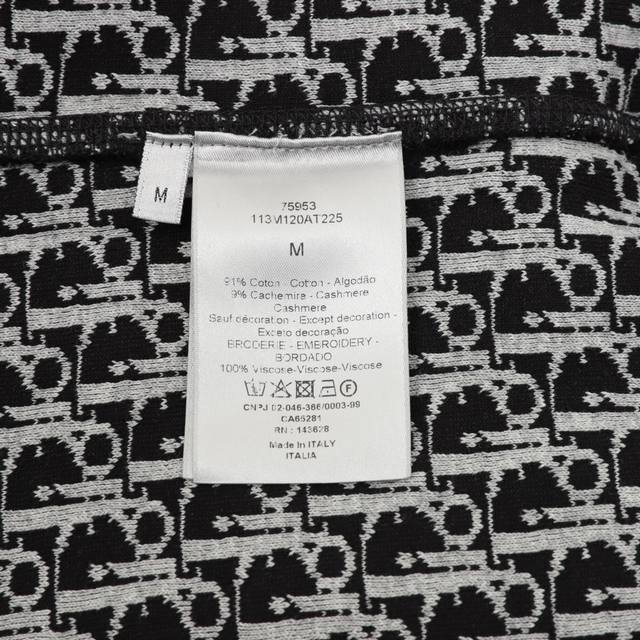 M
75953
113M120AT225
M
91% Coton - Cotton - Algodão
9% Cachemire - Cashmere
Cashmere
Sauf décoration - Except decoration -
Exceto decoração
BRODERIE - EMBROIDERY -
BORDADO
100% Viscose-Viscose-Viscose
CNPJ 02-046-366/0003-99
CA65281
RN : 143628
Made In ITALY
ITALIA